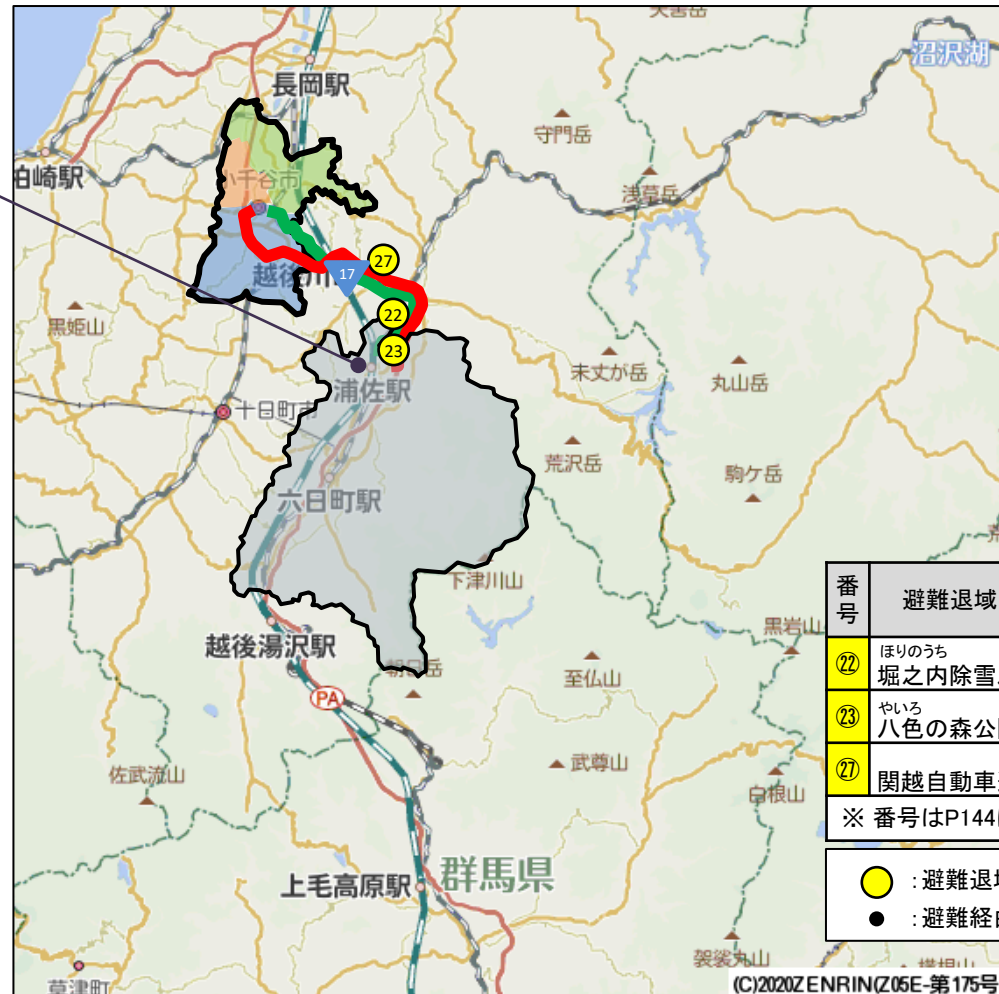 沼沢湖
長岡駅
守門岳
柏崎駅
小千谷市
浅草岳
越後川
27
17
22
黒姫山
23
未丈が岳
丸山岳
浦佐駅
十日町市
荒沢岳
駒ケ岳
六日町駅
下津川山
黒岩山
越後湯沢駅
朝日岳
至仏山
PA
佐武流山
武尊山
白根山
上毛高原駅
群馬県
袈裟丸山
草津町
番号
避難退域
㉒
ほりのうち
堀之内除雪
㉓
やいろ
八色の森公
㉗
関越自動車
※ 番号はP144
：避難退域
：避難経由
(C)2020ZENRIN(Z05E-第175号